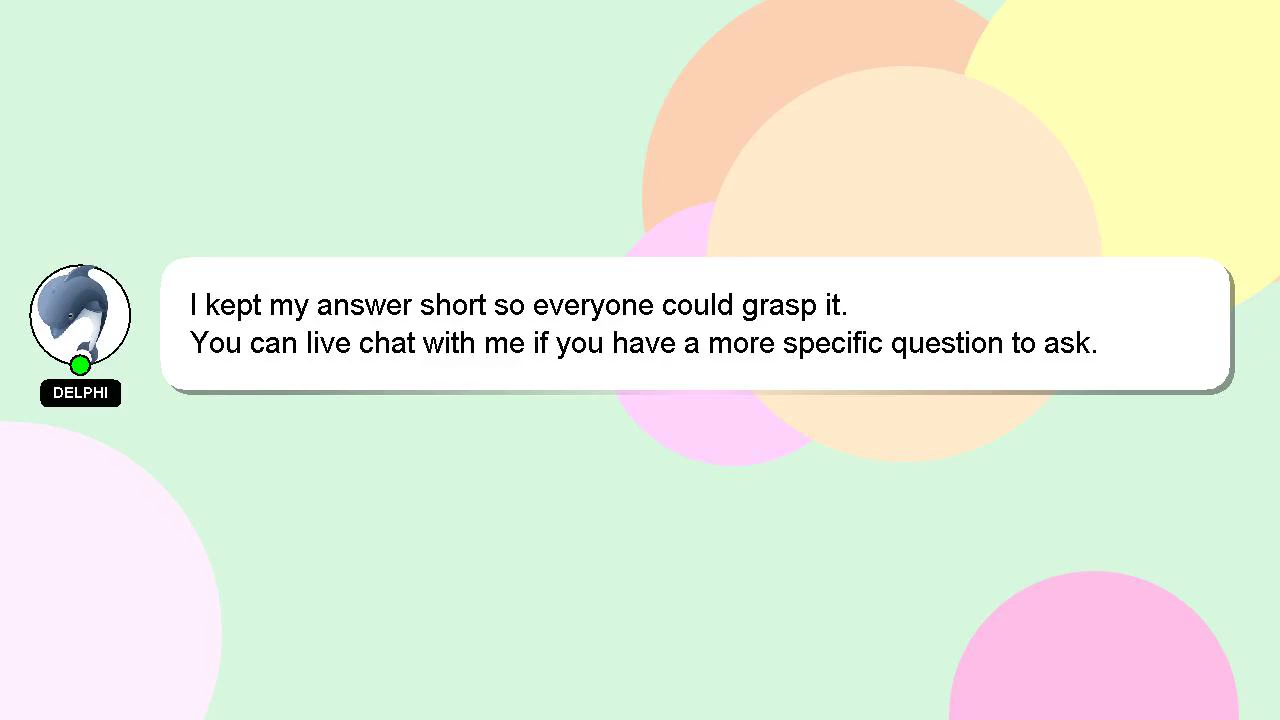 I kept my answer short so everyone could grasp it.
You can live chat with me if you have a more specific question to ask.
DELPHI